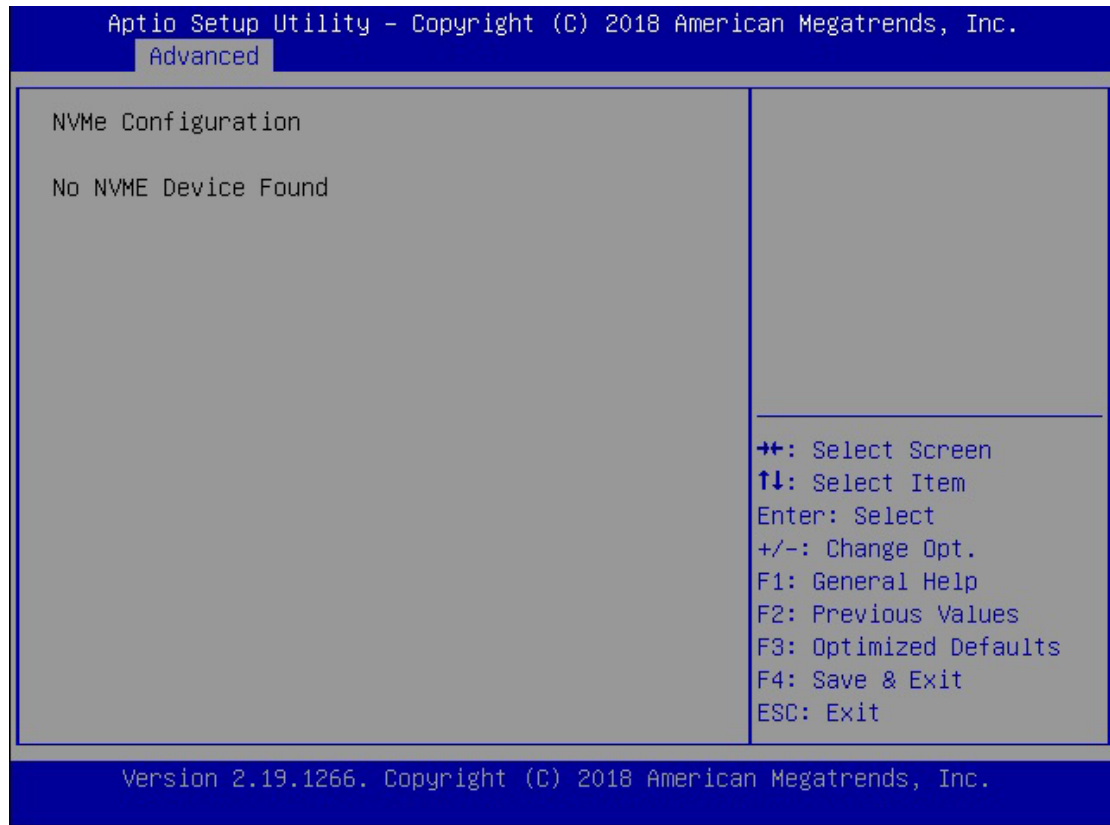 Aptio Setup Utility – Copyright (C) 2018 American Megatrends, Inc.
Advanced
NVMe Configuration
No NVME Device Found
→←: Select Screen
↑↓: Select Item
Enter: Select
+/-: Change Opt.
F1: General Help
F2: Previous Values
F3: Optimized Defaults
F4: Save & Exit
ESC: Exit
Version 2.19.1266. Copyright (C) 2018 American Megatrends, Inc.